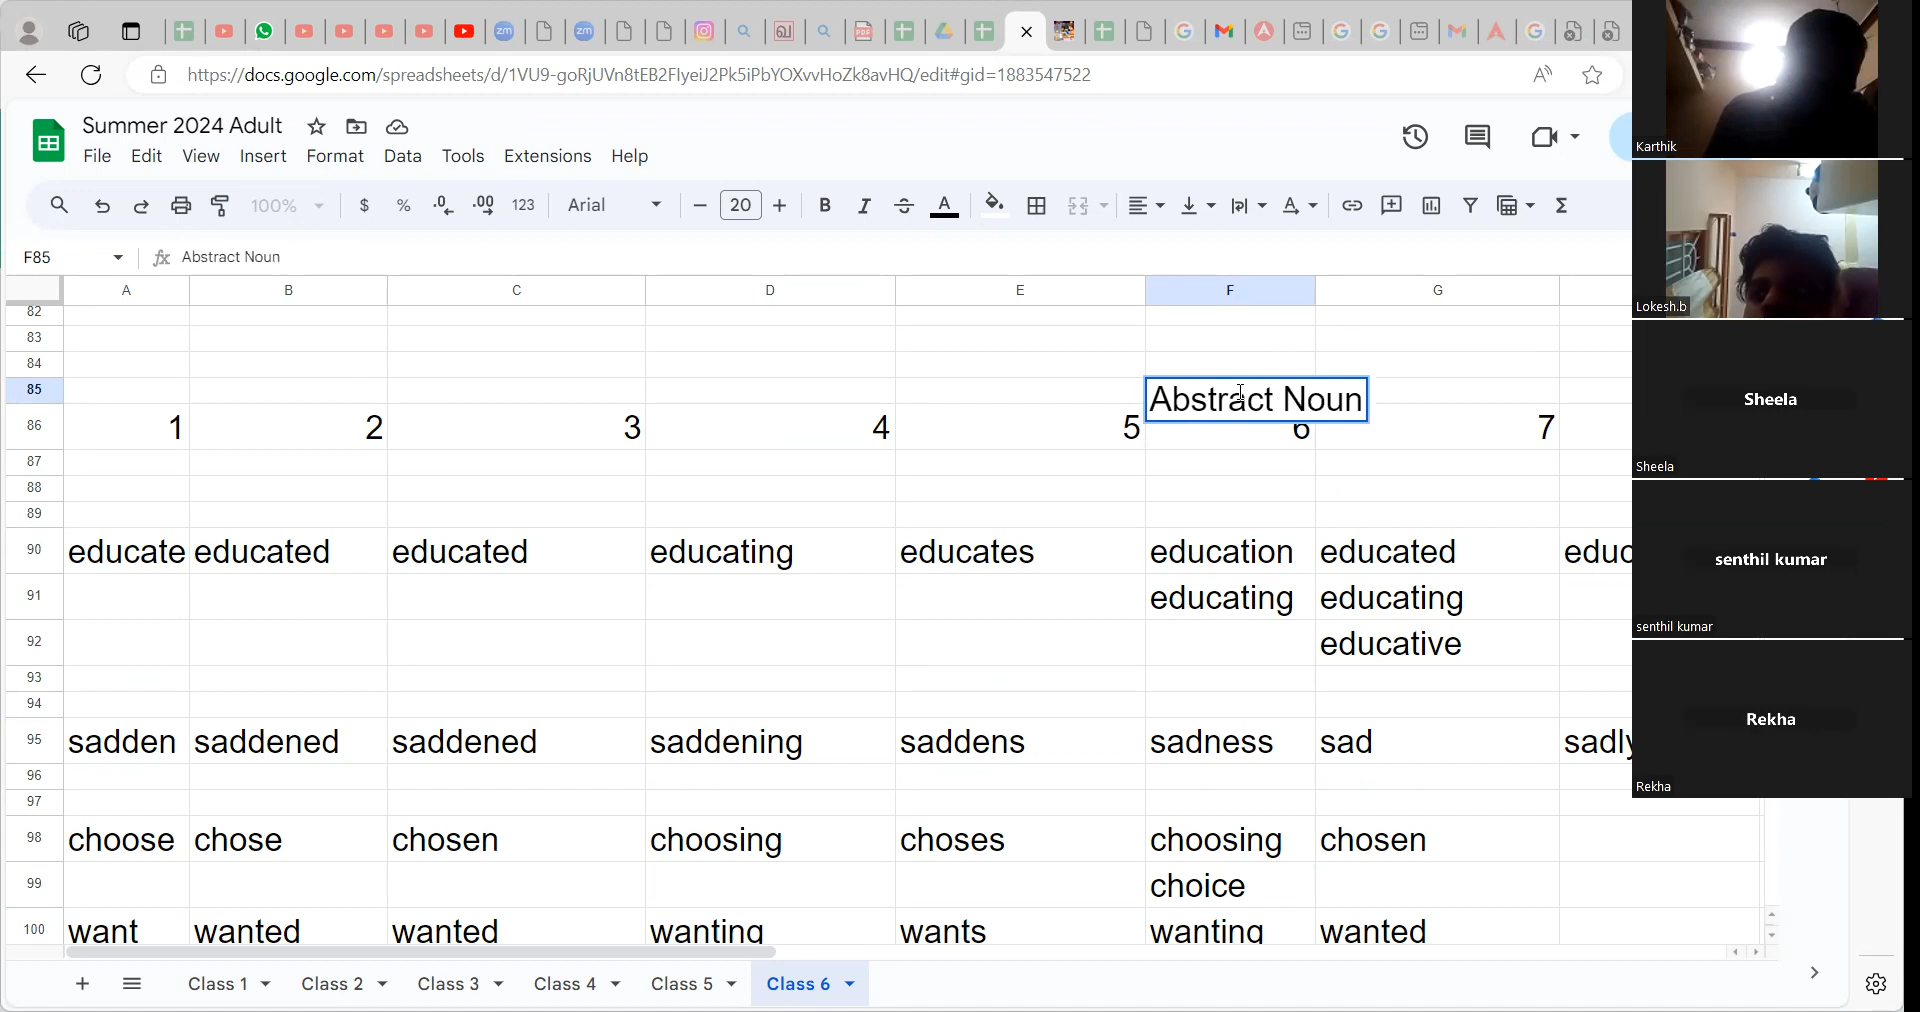 https://docs.google.com/spreadsheets/d/1VU9-goRjUVn8tEB2FlyeiJ2Pk5iPbYOXvvHoZk8avHQ/edit#gid=1883547522
Summer 2024 Adult
File Edit View Insert Format Data Tools Extensions Help
100% $ % .0 .00 123 Arial 20 B I A
F85 fx Abstract Noun
A B C D E F G
82
83
84
85 Abstract Noun
86 1 2 3 4 5 6 7
87
88
89
90 educate educated educated educating educates education educated educ
91 educating educating
92 educative
93
94
95 sadden saddened saddened saddening saddens sadness sad sadly
96
97
98 choose chose chosen choosing choses choosing chosen
99 choice
100 want wanted wanted wanting wants wanting wanted
Class 1 Class 2 Class 3 Class 4 Class 5 Class 6
Karthik
Lokesh.b
Sheela
Sheela
senthil kumar
senthil kumar
Rekha
Rekha